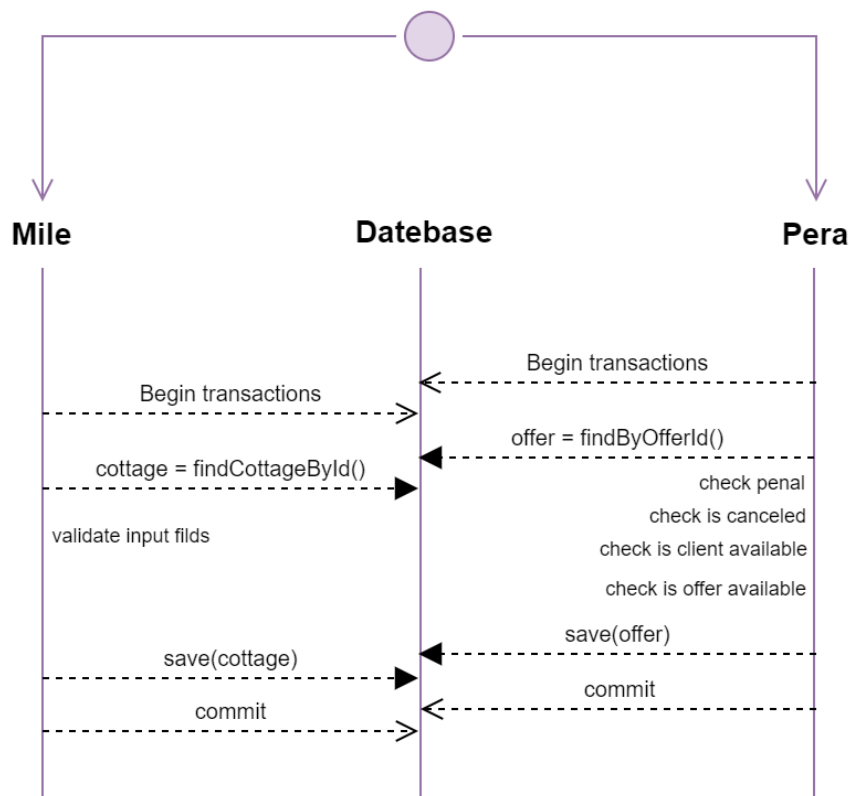 Mile
Datebase
Pera
Begin transactions
Begin transactions
offer = findByOfferId()
cottage = findCottageById()
check penal
check is canceled
validate input filds
check is client available
check is offer available
save(offer)
save(cottage)
commit
commit